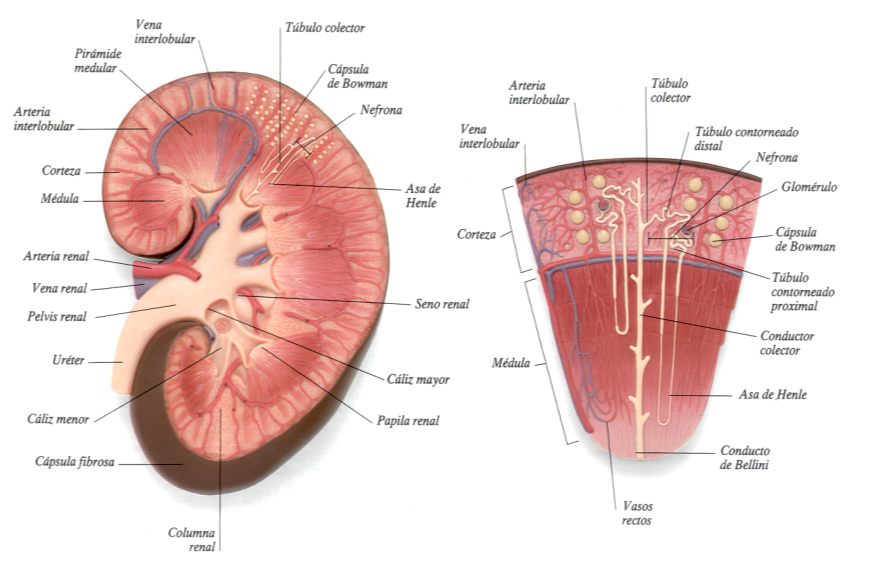 Vena
interlobular
Túbulo colector
Pirámide
medular
Cápsula
de Bowman
Nefrona
Arteria
interlobular
Corteza
Médula
Asa de
Henle
Arteria renal
Vena renal
Pelvis renal
Seno renal
Uréter
Cáliz mayor
Cáliz menor
Papila renal
Cápsula fibrosa
Columna
renal
Arteria
interlobular
Túbulo
colector
Vena
interlobular
Túbulo contorneado
distal
Nefrona
Glomérulo
Corteza
Cápsula
de Bowman
Túbulo
contorneado
proximal
Conductor
colector
Médula
Asa de Henle
Conducto
de Bellini
Vasos
rectos